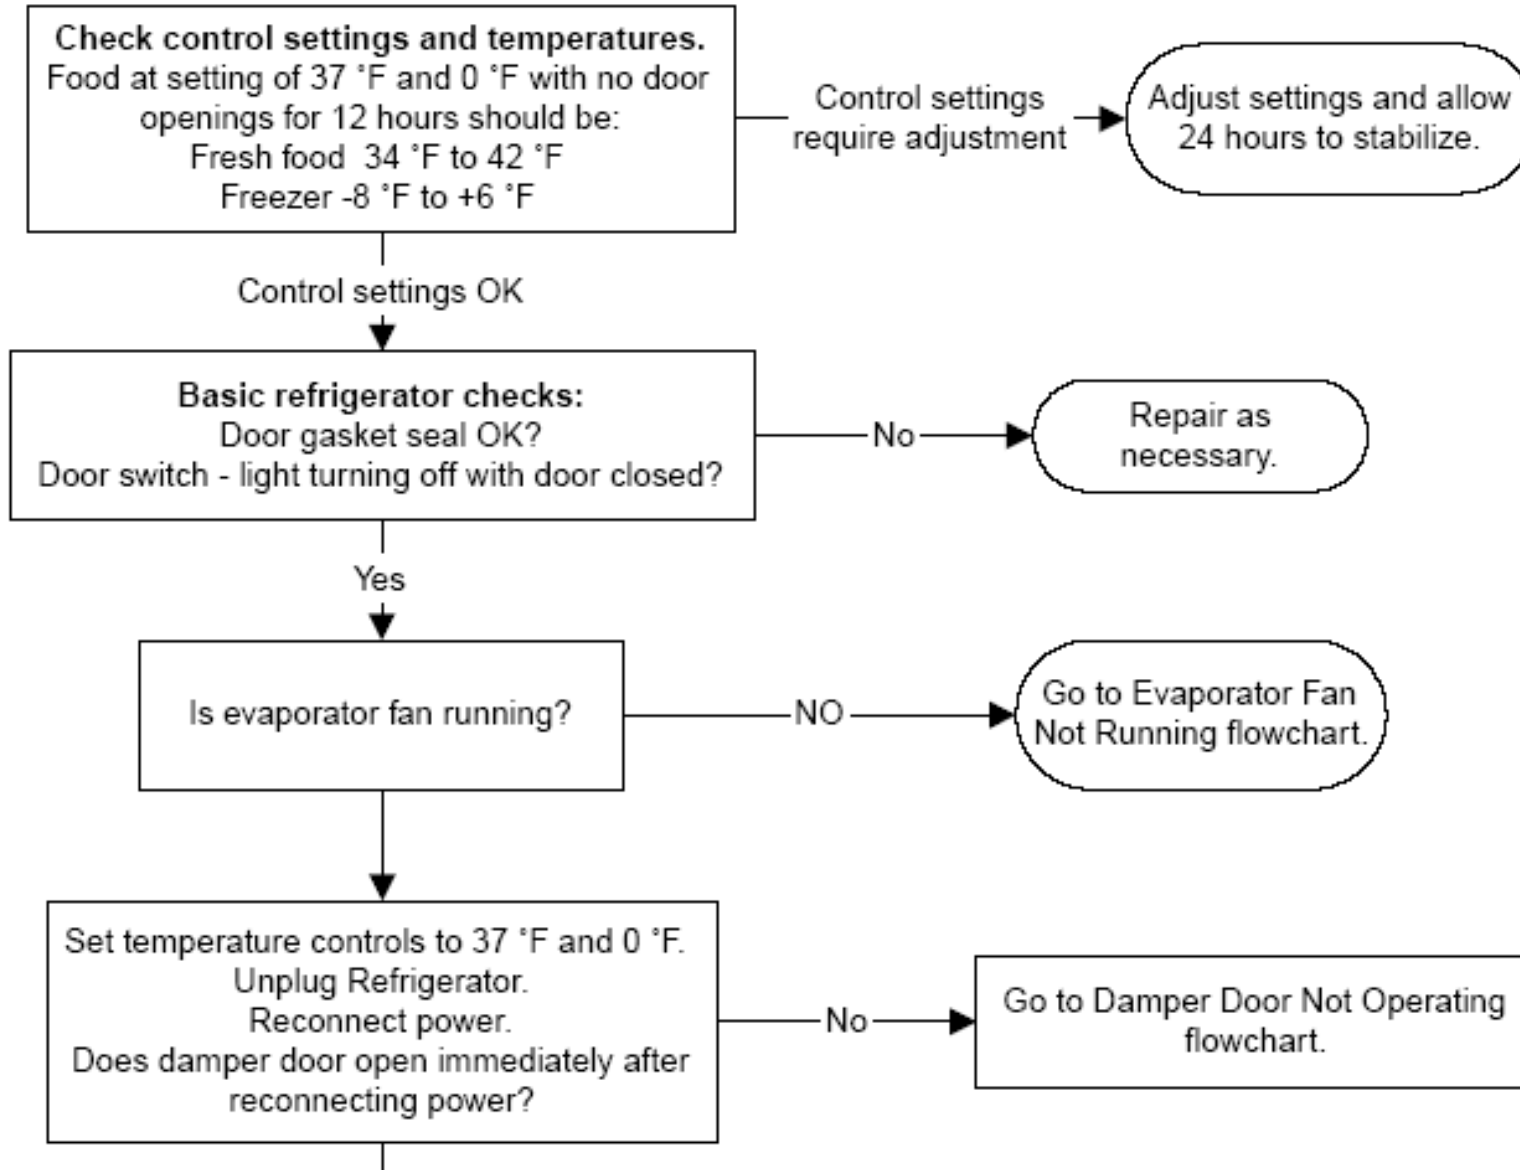 Check control settings and temperatures.
Food at setting of 37 ˚F and 0 ˚F with no door
openings for 12 hours should be:
Fresh food  34 ˚F to 42 ˚F
Freezer -8 ˚F to +6 ˚F
Control settings
require adjustment
Adjust settings and allow
24 hours to stabilize.
Control settings OK
Basic refrigerator checks:
Door gasket seal OK?
Door switch - light turning off with door closed?
No
Repair as
necessary.
Yes
Is evaporator fan running?
NO
Go to Evaporator Fan
Not Running flowchart.
Set temperature controls to 37 ˚F and 0 ˚F.
Unplug Refrigerator.
Reconnect power.
Does damper door open immediately after
reconnecting power?
No
Go to Damper Door Not Operating
flowchart.